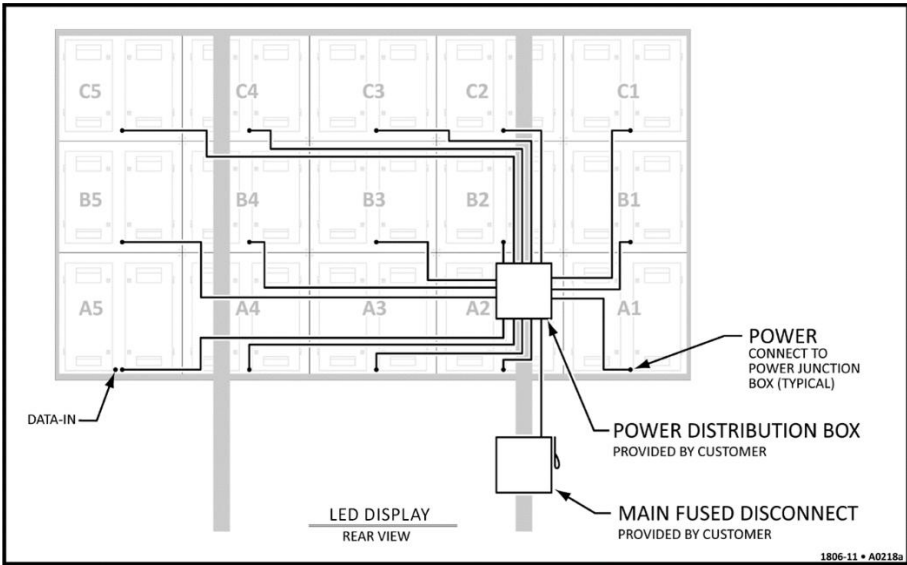 C5 C4 C3 C2 C1
B5 B4 B3 B2 B1
A5 A4 A3 A2 A1
POWER
CONNECT TO
POWER JUNCTION
BOX (TYPICAL)
DATA-IN
POWER DISTRIBUTION BOX
PROVIDED BY CUSTOMER
MAIN FUSED DISCONNECT
PROVIDED BY CUSTOMER
LED DISPLAY
REAR VIEW
1806-11 • A0218a